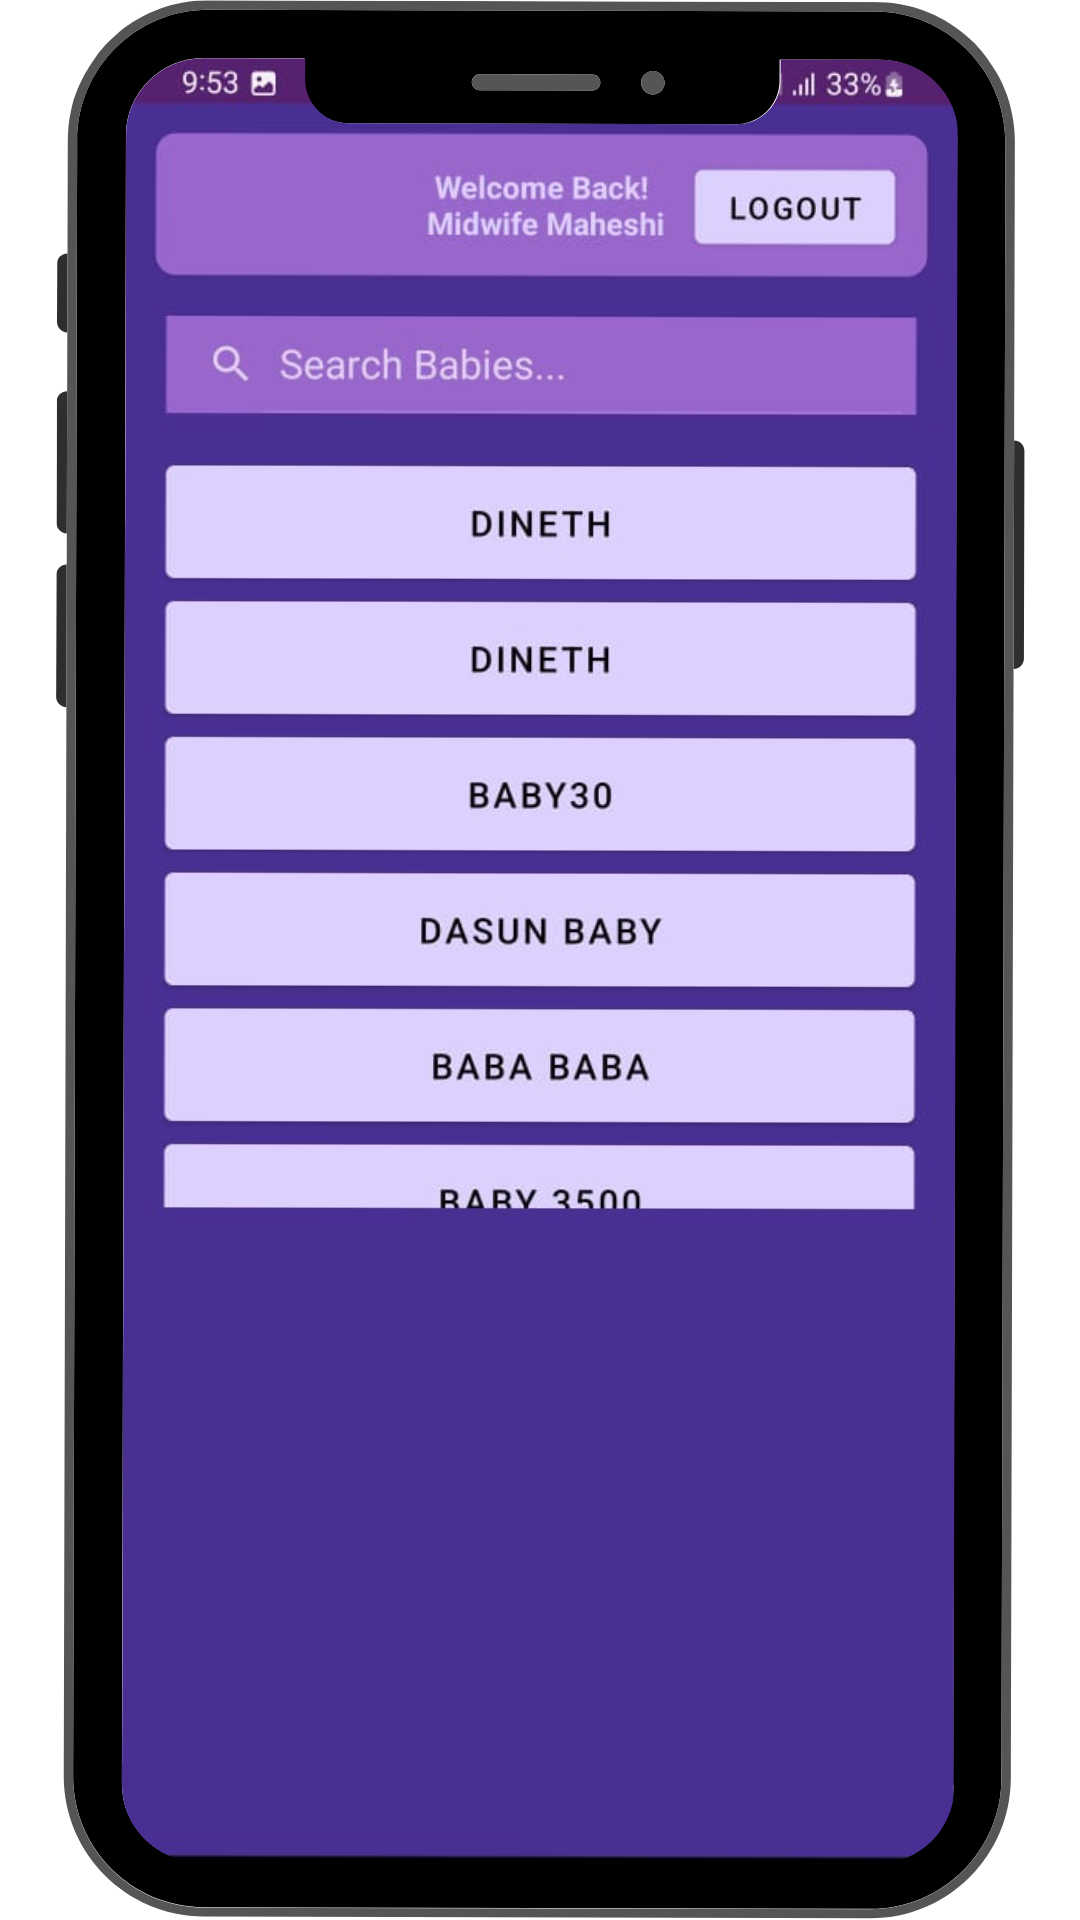 9:53
33%
Welcome Back!
Midwife Maheshi
LOGOUT
Search Babies...
DINETH
DINETH
BABY30
DASUN BABY
BABA BABA
BABY 3500